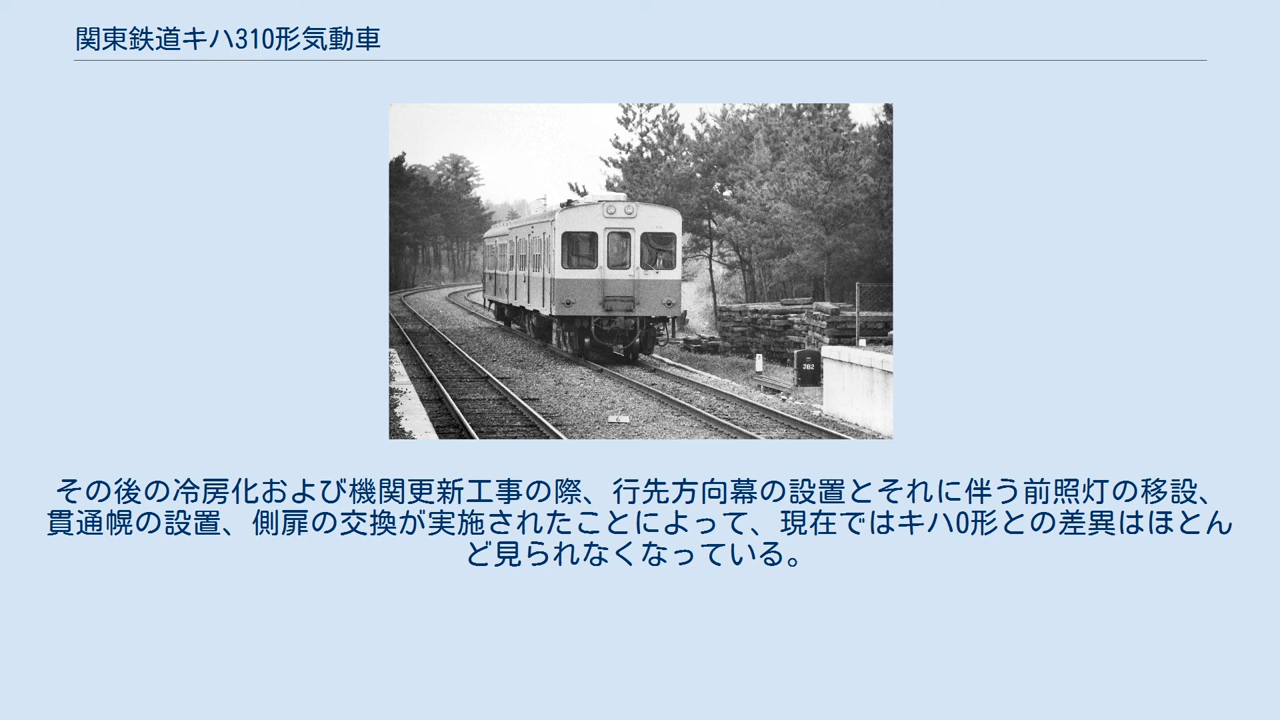 関東鉄道キハ310形気動車
282
その後の冷房化および機関更新工事の際、行先方向幕の設置とそれに伴う前照灯の移設、
貫通幌の設置、側扉の交換が実施されたことによって、現在ではキハ0形との差異はほとん
ど見られなくなっている。